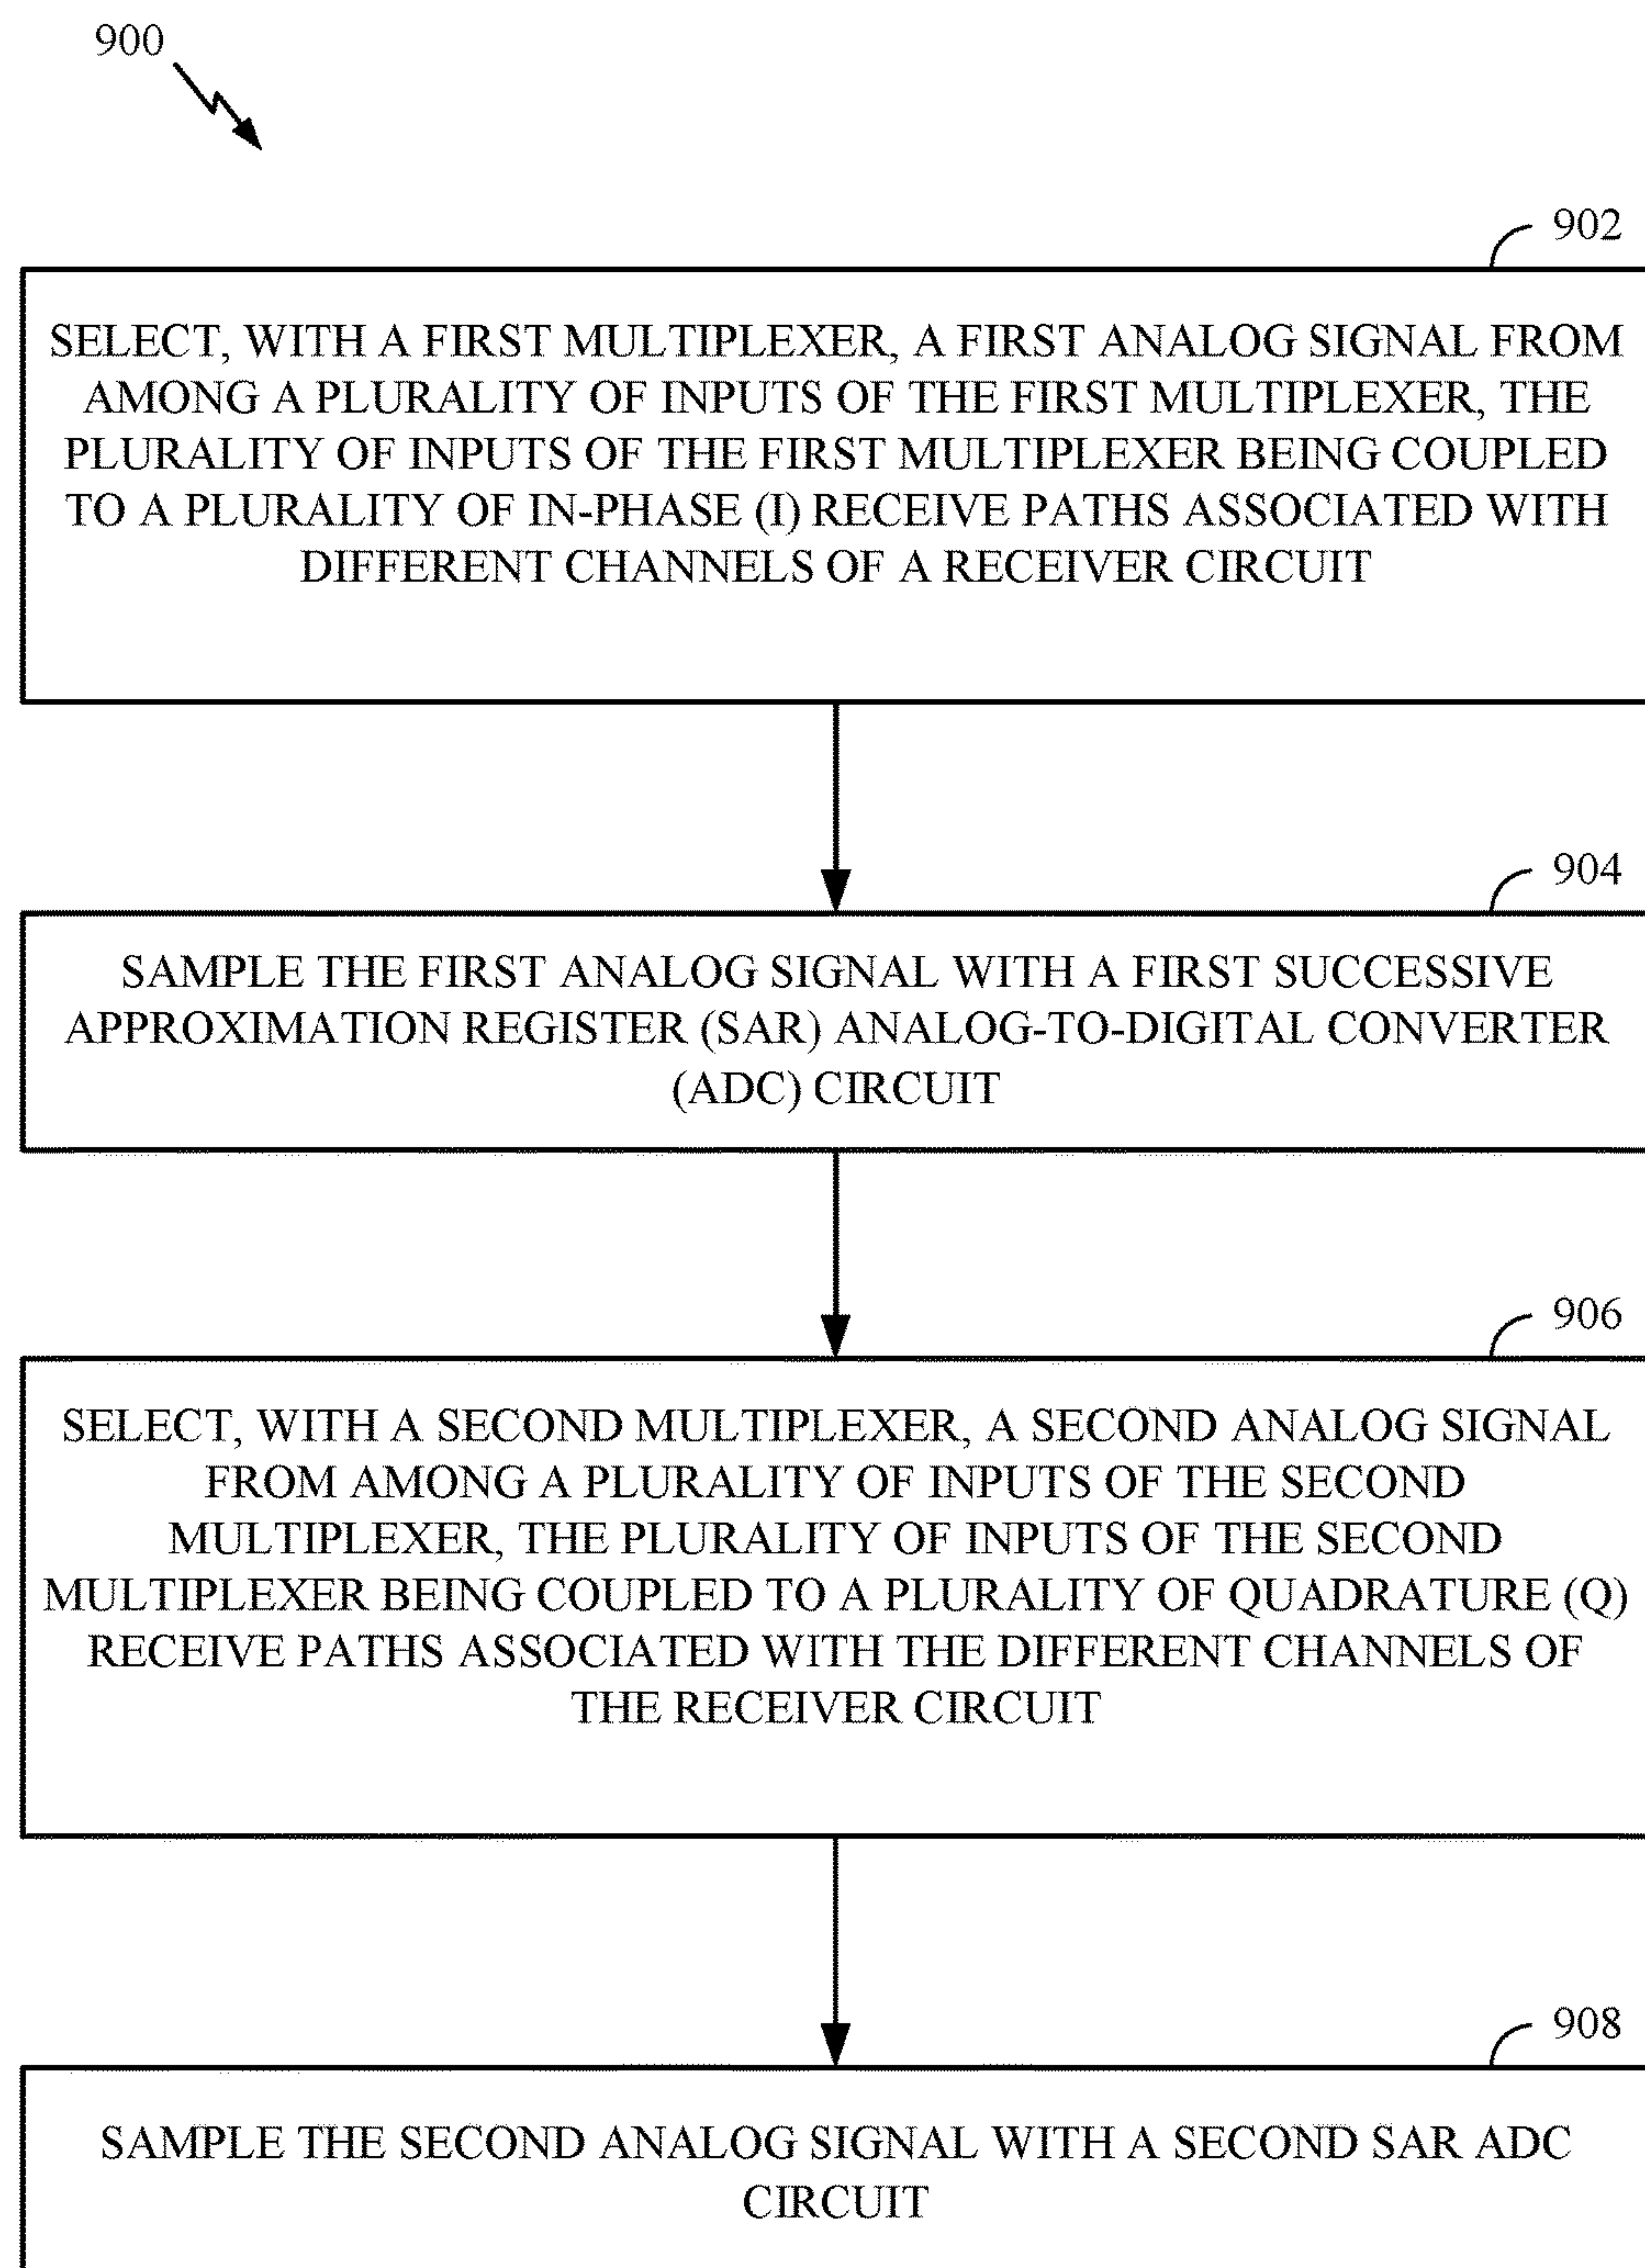 900
902
SELECT, WITH A FIRST MULTIPLEXER, A FIRST ANALOG SIGNAL FROM
AMONG A PLURALITY OF INPUTS OF THE FIRST MULTIPLEXER, THE
PLURALITY OF INPUTS OF THE FIRST MULTIPLEXER BEING COUPLED
TO A PLURALITY OF IN-PHASE (I) RECEIVE PATHS ASSOCIATED WITH
DIFFERENT CHANNELS OF A RECEIVER CIRCUIT
904
SAMPLE THE FIRST ANALOG SIGNAL WITH A FIRST SUCCESSIVE
APPROXIMATION REGISTER (SAR) ANALOG-TO-DIGITAL CONVERTER
(ADC) CIRCUIT
906
SELECT, WITH A SECOND MULTIPLEXER, A SECOND ANALOG SIGNAL
FROM AMONG A PLURALITY OF INPUTS OF THE SECOND
MULTIPLEXER, THE PLURALITY OF INPUTS OF THE SECOND
MULTIPLEXER BEING COUPLED TO A PLURALITY OF QUADRATURE (Q)
RECEIVE PATHS ASSOCIATED WITH THE DIFFERENT CHANNELS OF
THE RECEIVER CIRCUIT
908
SAMPLE THE SECOND ANALOG SIGNAL WITH A SECOND SAR ADC
CIRCUIT